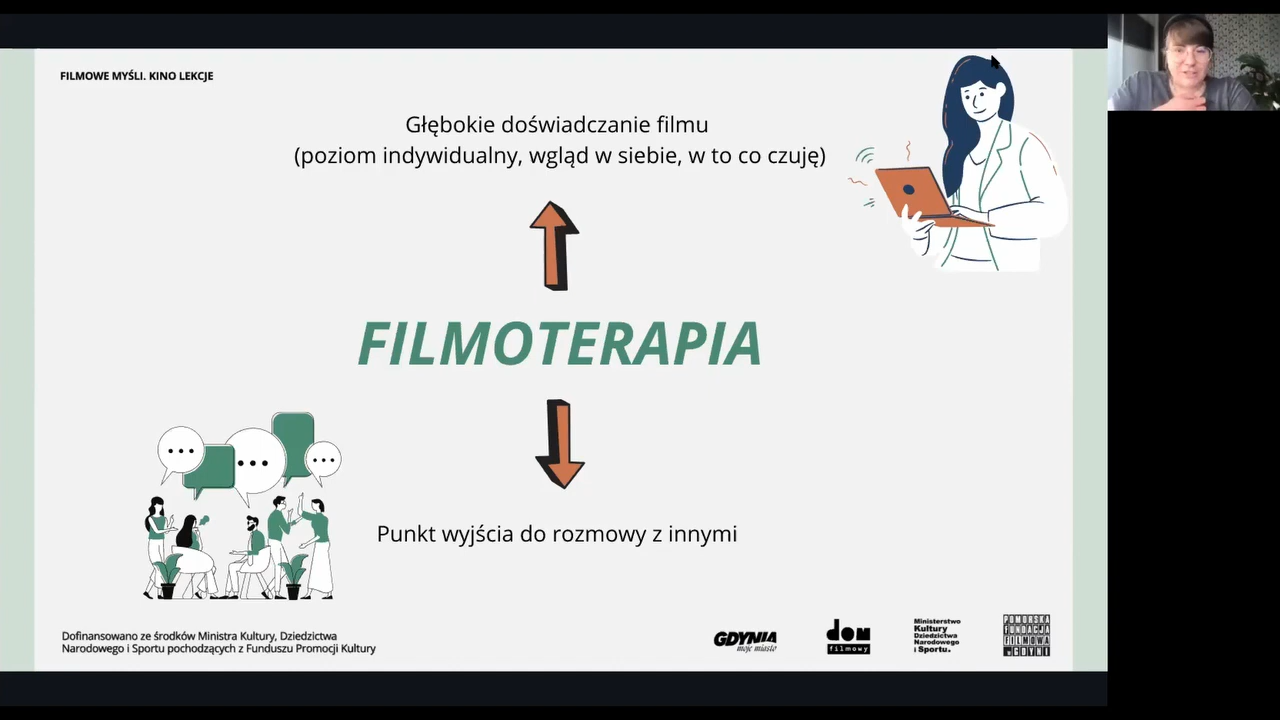 FILMOWE MYŚLI. KINO LEKCJE
Głębokie doświadczanie filmu
(poziom indywidualny, wgląd w siebie, w to co czuję)
FILMOTERAPIA
Punkt wyjścia do rozmowy z innymi
Dofinansowano ze środków Ministra Kultury, Dziedzictwa
Narodowego i Sportu pochodzących z Funduszu Promocji Kultury
GDYNIA
moje miasto
dom
filmowy
Ministerstwo
Kultury
Dziedzictwa
Narodowego
i Sportu.
POMORSKA
FUNDACJA
FILMOWA
W GDYNI